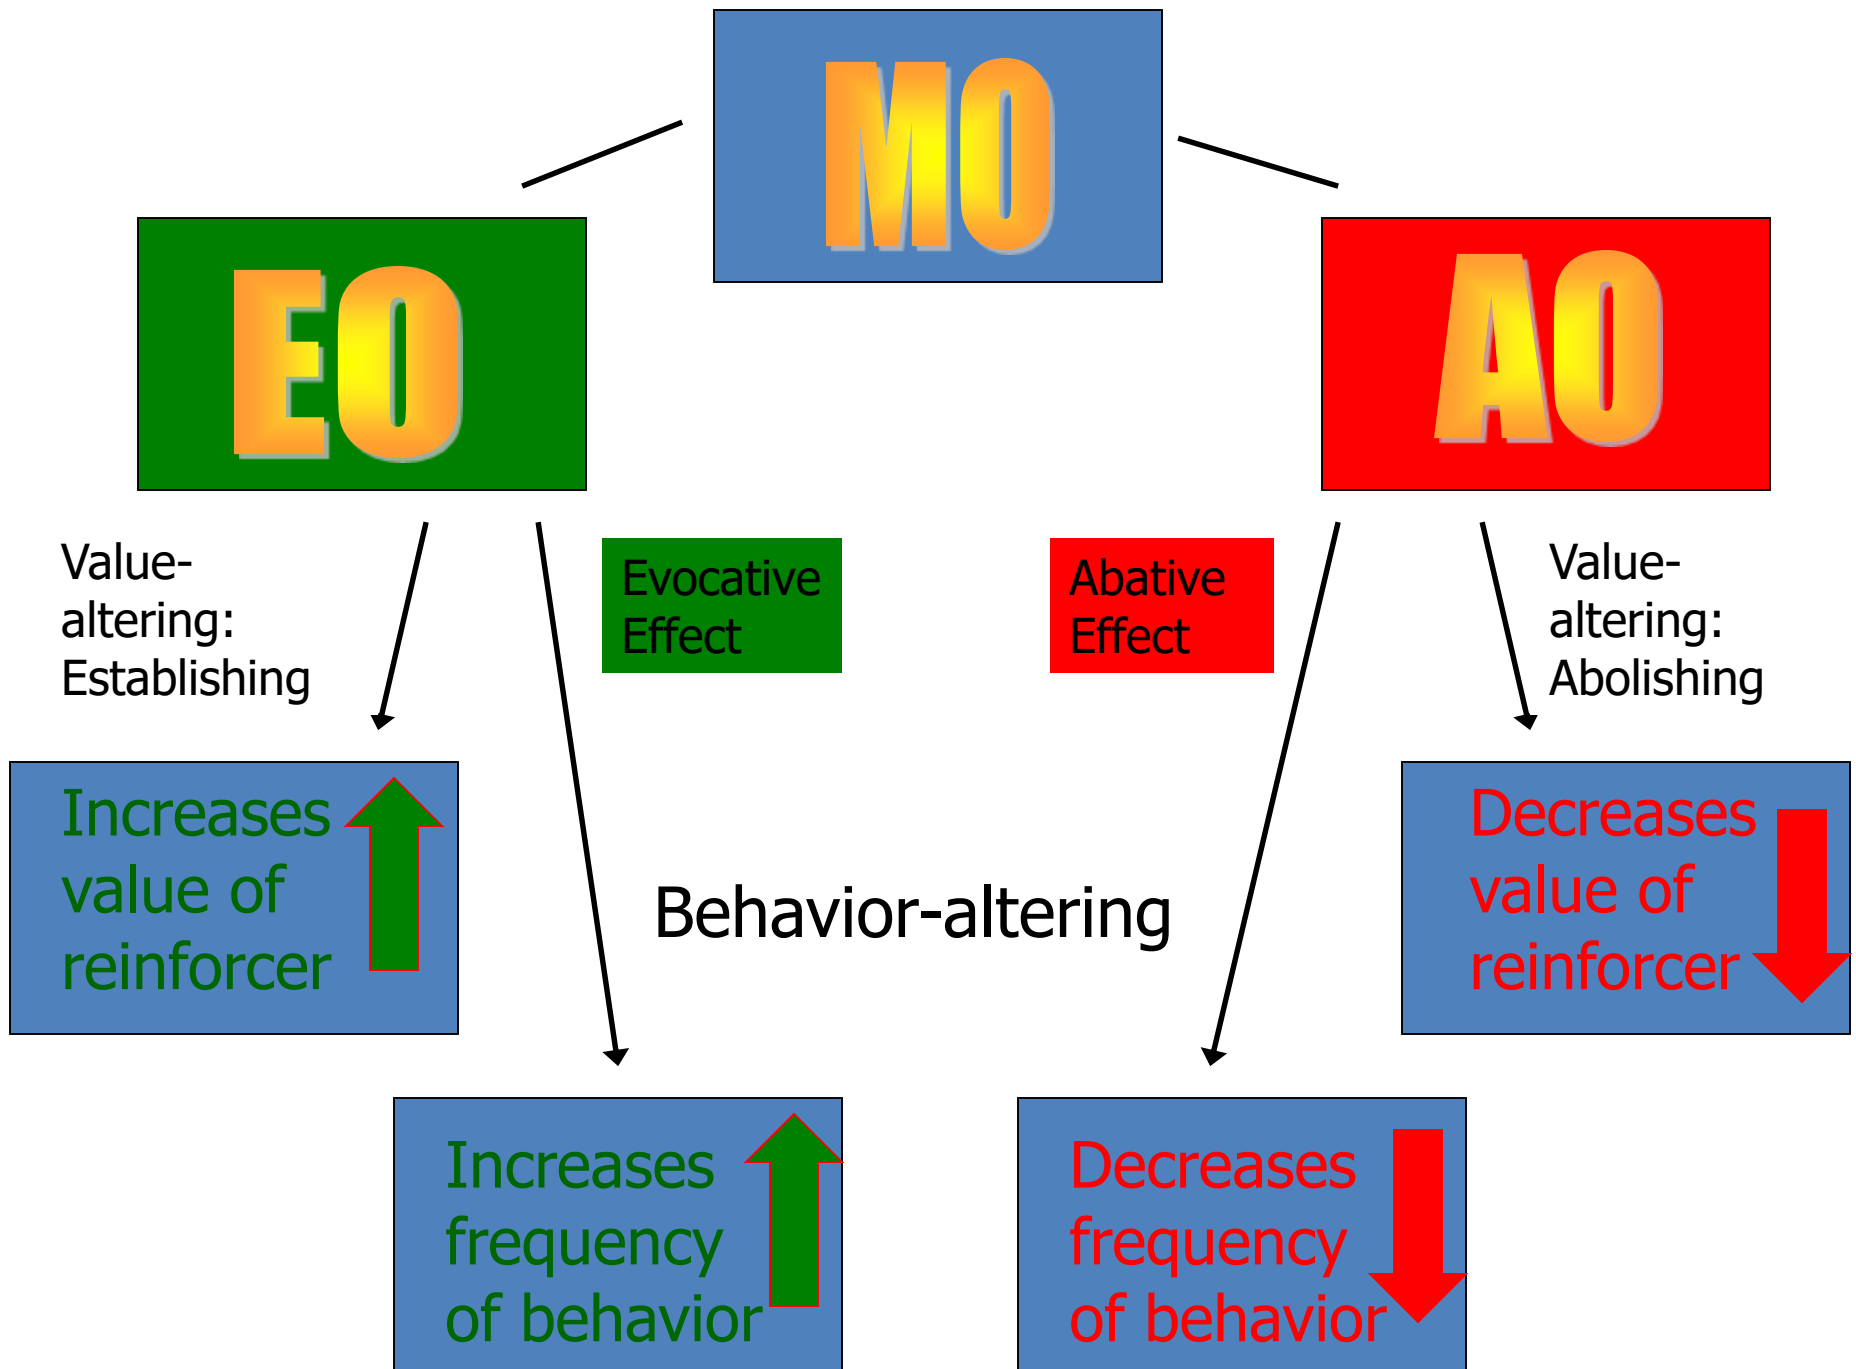 MO
EO
AO
Value-
altering:
Establishing
Evocative
Effect
Abative
Effect
Value-
altering:
Abolishing
Increases
value of
reinforcer
Behavior-altering
Decreases
value of
reinforcer
Increases
frequency
of behavior
Decreases
frequency
of behavior